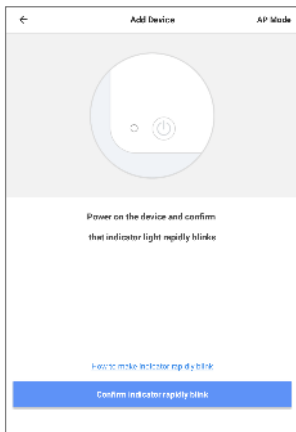 Add Device
AP Mode
Power on the device and confirm
that indicator light rapidly blinks
How to make indicator rapidly blink
Confirm indicator rapidly blink